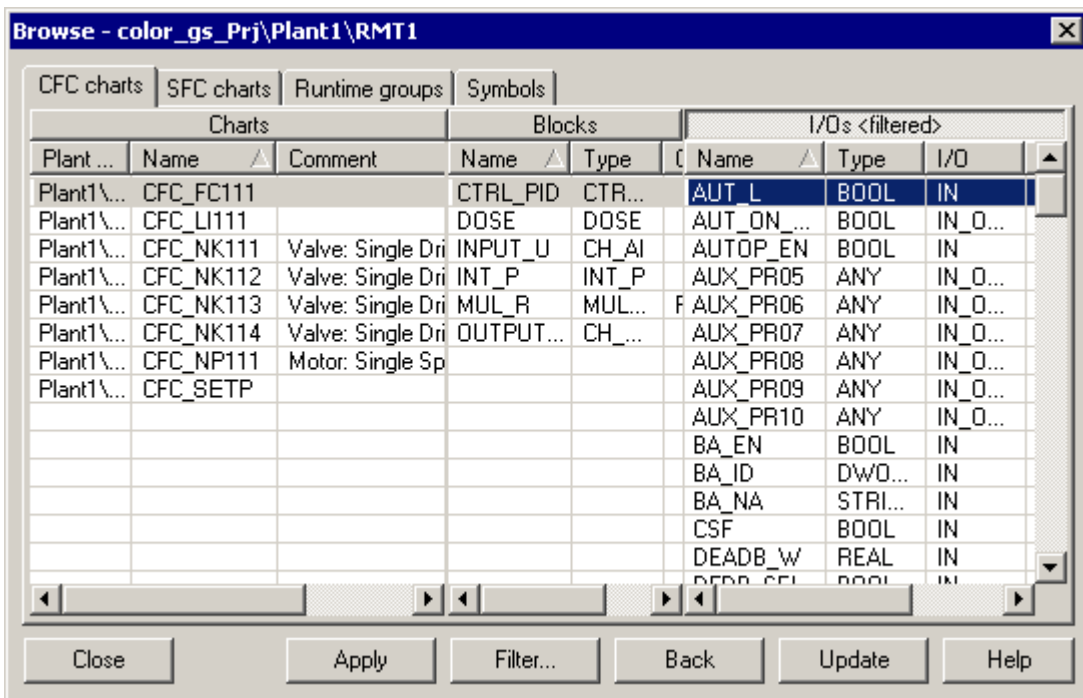 Browse - color_gs_Prj\Plant1\RMT1
CFC charts SFC charts Runtime groups Symbols
Charts Blocks I/Os <filtered>
Plant ... Name Comment Name Type Name Type I/O
Plant1\... CFC_FC111 CTRL_PID CTR... AUT_L BOOL IN
Plant1\... CFC_LI111 DOSE DOSE AUT_ON_... BOOL IN_O...
Plant1\... CFC_NK111 Valve: Single Dri INPUT_U CH_AI AUTOP_EN BOOL IN
Plant1\... CFC_NK112 Valve: Single Dri INT_P INT_P AUX_PR05 ANY IN_O...
Plant1\... CFC_NK113 Valve: Single Dri MUL_R MUL... AUX_PR06 ANY IN_O...
Plant1\... CFC_NK114 Valve: Single Dri OUTPUT... CH_... AUX_PR07 ANY IN_O...
Plant1\... CFC_NP111 Motor: Single Sp AUX_PR08 ANY IN_O...
Plant1\... CFC_SETP AUX_PR09 ANY IN_O...
AUX_PR10 ANY IN_O...
BA_EN BOOL IN
BA_ID DWO... IN
BA_NA STRI... IN
CSF BOOL IN
DEADB_W REAL IN
Close Apply Filter... Back Update Help